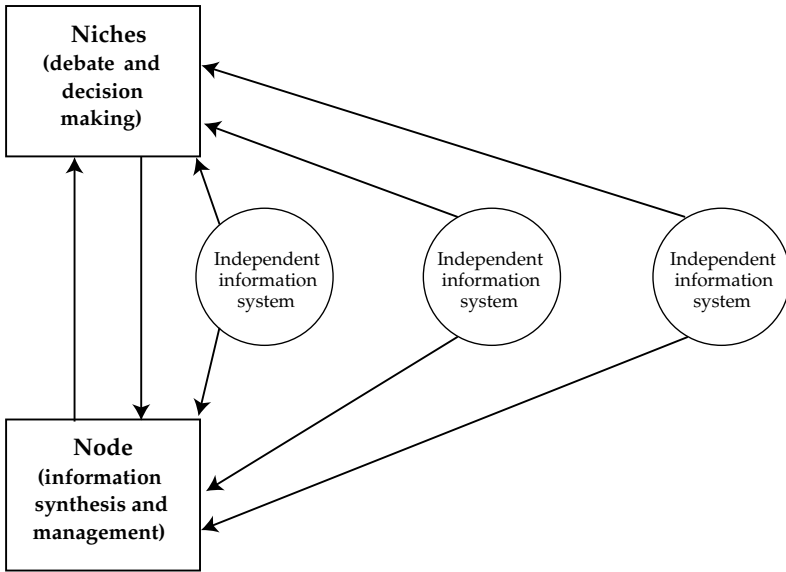 Niches
(debate and
decision
making)
Independent
information
system
Independent
information
system
Independent
information
system
Node
(information
synthesis and
management)